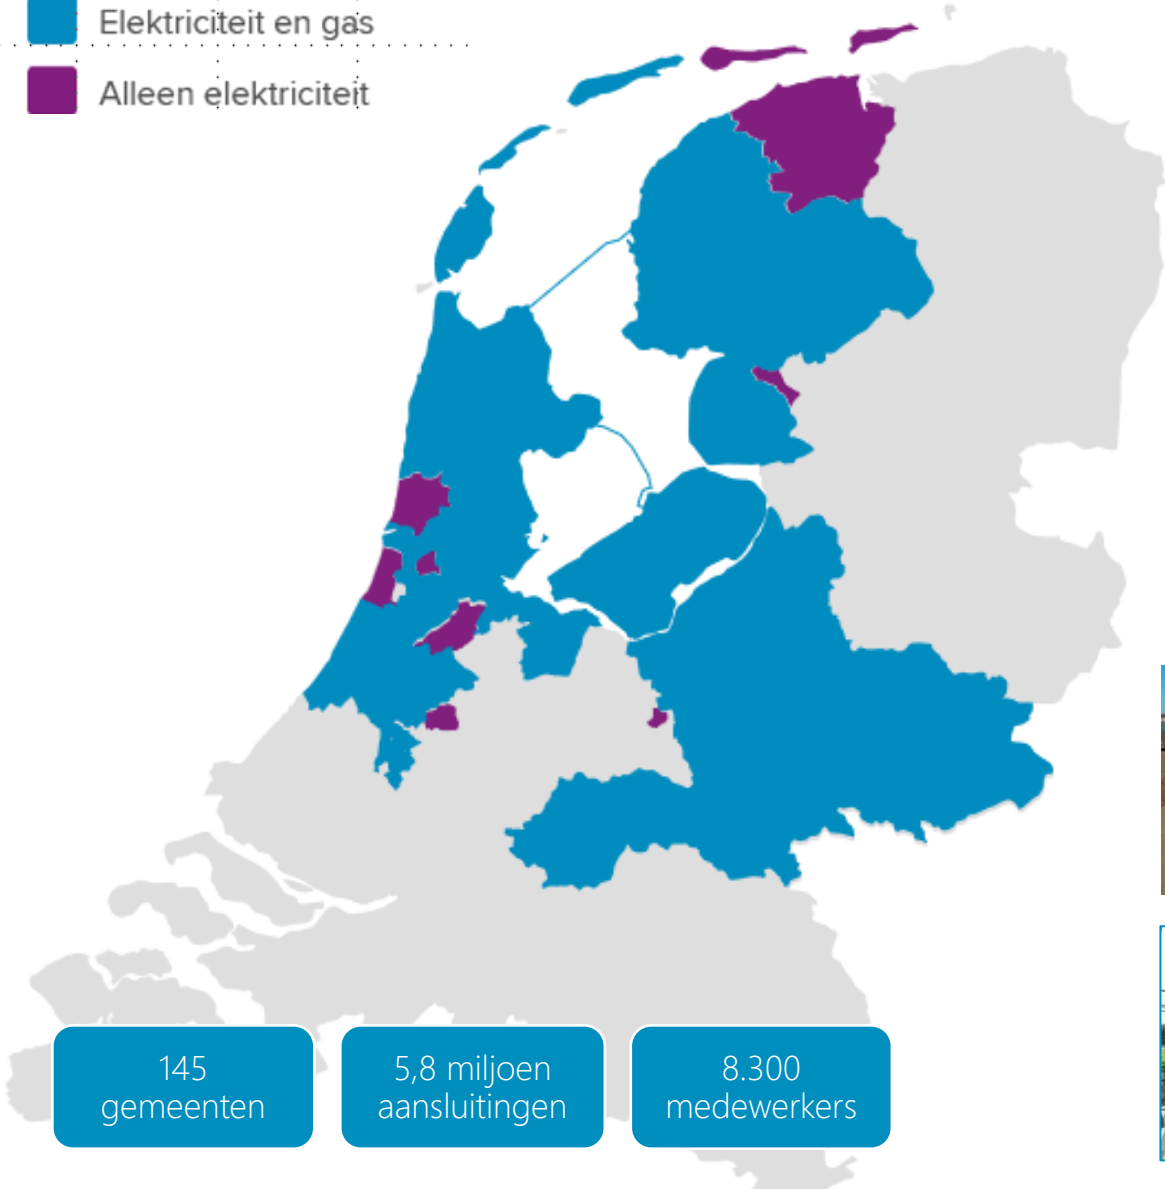 Elektriciteit en gas
Alleen elektriciteit
145
gemeenten
5,8 miljoen
aansluitingen
8.300
medewerkers